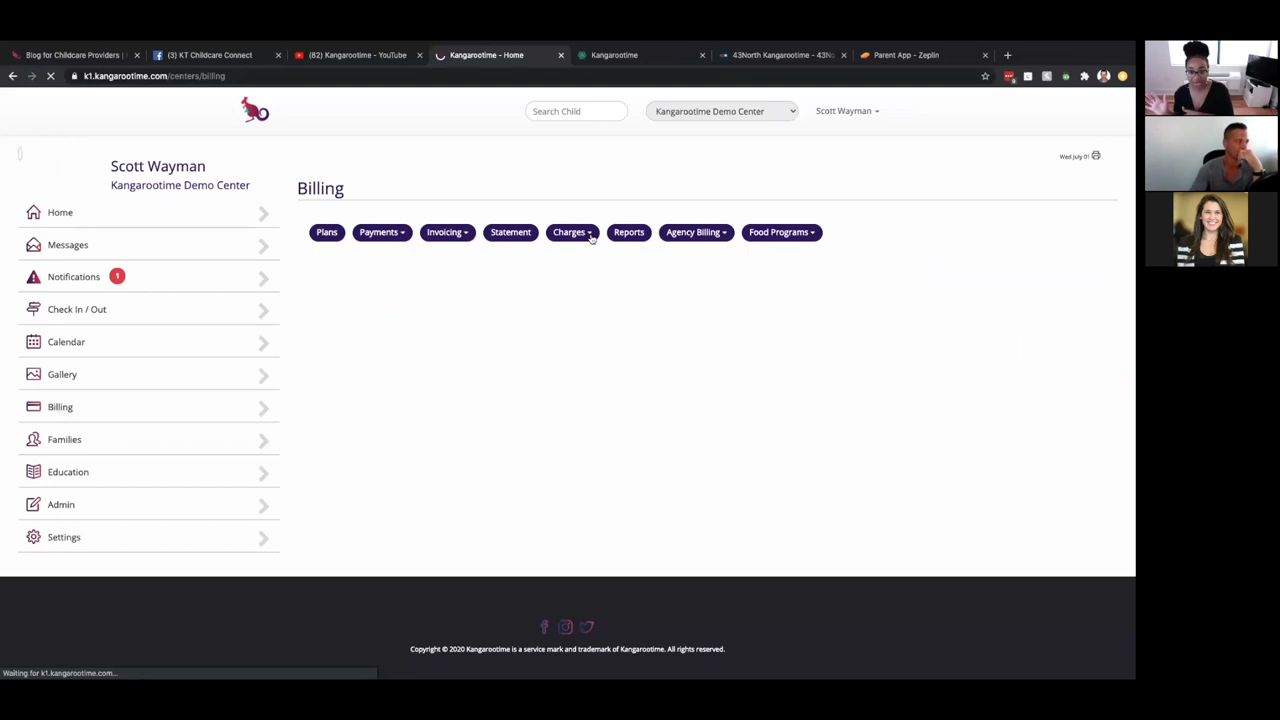 Blog for Childcare Providers |
(3) KT Childcare Connect
(82) Kangarootime - YouTube
Kangarootime - Home
Kangarootime
43North Kangarootime - 43No
Parent App - Zeplin
k1.kangarootime.com/centers/billing
Search Child
Kangarootime Demo Center
Scott Wayman
Wed July 01
Scott Wayman
Kangarootime Demo Center
Billing
Home
Messages
Notifications 1
Check In / Out
Calendar
Gallery
Billing
Families
Education
Admin
Settings
Plans Payments Invoicing Statement Charges Reports Agency Billing Food Programs
Copyright © 2020 Kangarootime is a service mark and trademark of Kangarootime. All rights reserved.
Waiting for k1.kangarootime.com...